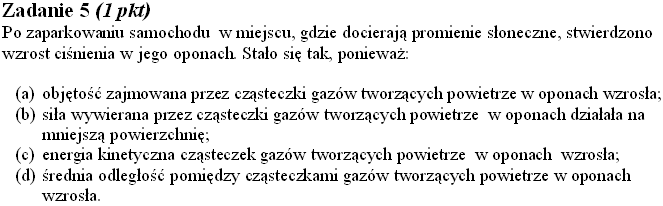 Zadanie 5 (1 pkt)
Po zaparkowaniu samochodu w miejscu, gdzie docierają promienie słoneczne, stwierdzono
wzrost ciśnienia w jego oponach. Stało się tak, ponieważ:
(a) objętość zajmowana przez cząsteczki gazów tworzących powietrze w oponach wzrosła;
(b) siła wywierana przez cząsteczki gazów tworzących powietrze w oponach działała na
mniejszą powierzchnię;
(c) energia kinetyczna cząsteczek gazów tworzących powietrze w oponach wzrosła;
(d) średnia odległość pomiędzy cząsteczkami gazów tworzących powietrze w oponach
wzrosła.